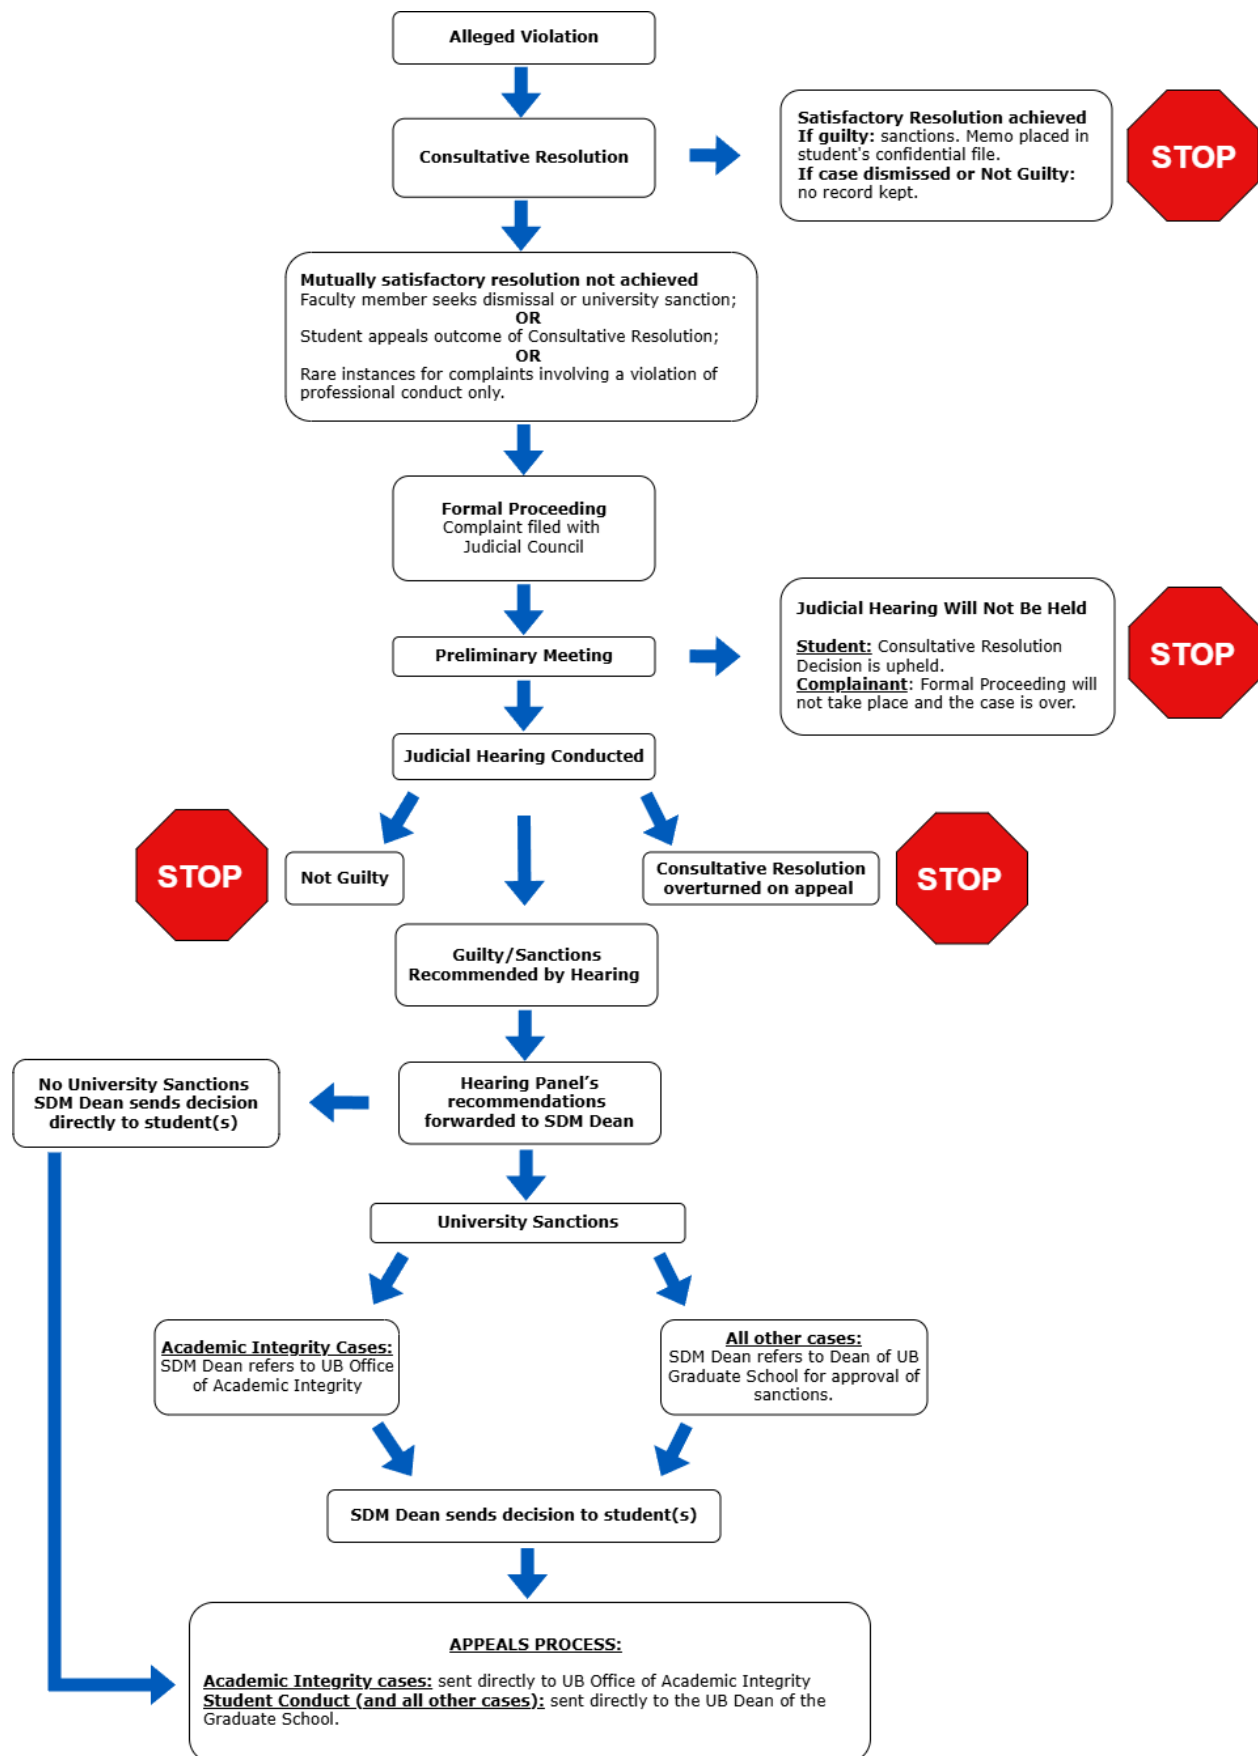 Alleged Violation
Consultative Resolution
Satisfactory Resolution achieved
If guilty: sanctions. Memo placed in
student's confidential file.
If case dismissed or Not Guilty:
no record kept.
STOP
Mutually satisfactory resolution not achieved
Faculty member seeks dismissal or university sanction;
OR
Student appeals outcome of Consultative Resolution;
OR
Rare instances for complaints involving a violation of
professional conduct only.
Formal Proceeding
Complaint filed with
Judicial Council
Preliminary Meeting
Judicial Hearing Will Not Be Held
Student: Consultative Resolution
Decision is upheld.
Complainant: Formal Proceeding will
not take place and the case is over.
STOP
Judicial Hearing Conducted
STOP
Not Guilty
Consultative Resolution
overturned on appeal
STOP
Guilty/Sanctions
Recommended by Hearing
No University Sanctions
SDM Dean sends decision
directly to student(s)
Hearing Panel's
recommendations
forwarded to SDM Dean
University Sanctions
Academic Integrity Cases:
SDM Dean refers to UB Office
of Academic Integrity
All other cases:
SDM Dean refers to Dean of UB
Graduate School for approval of
sanctions.
SDM Dean sends decision to student(s)
APPEALS PROCESS:
Academic Integrity cases: sent directly to UB Office of Academic Integrity
Student Conduct (and all other cases): sent directly to the UB Dean of the
Graduate School.